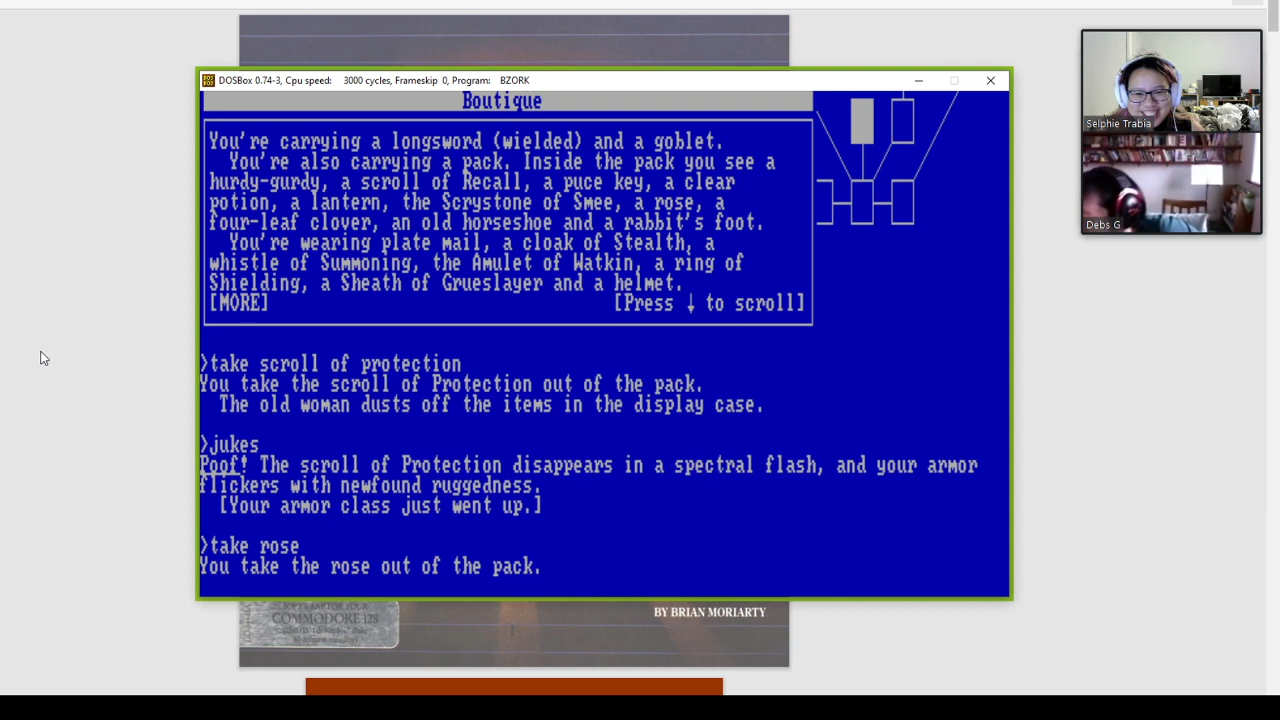 DOSBox 0.74-3, Cpu speed: 3000 cycles, Frameskip 0, Program: BZORK
Boutique
You're carrying a longsword (wielded) and a goblet.
You're also carrying a pack. Inside the pack you see a
hurdy-gurdy, a scroll of Recall, a puce key, a clear
potion, a lantern, the Scrystone of Smee, a rose, a
four-leaf clover, an old horseshoe and a rabbit's foot.
You're wearing plate mail, a cloak of Stealth, a
whistle of Summoning, the Amulet of Watkin, a ring of
Shielding, a Sheath of Grueslayer and a helmet.
[MORE] [Press ↓ to scroll]
>take scroll of protection
You take the scroll of Protection out of the pack.
The old woman dusts off the items in the display case.
>jukes
Poof! The scroll of Protection disappears in a spectral flash, and your armor
flickers with newfound ruggedness.
[Your armor class just went up.]
>take rose
You take the rose out of the pack.
SOFTWARE FOR YOUR
COMMODORE 128
BY BRIAN MORIARTY
Selphie Trabia
Debs G